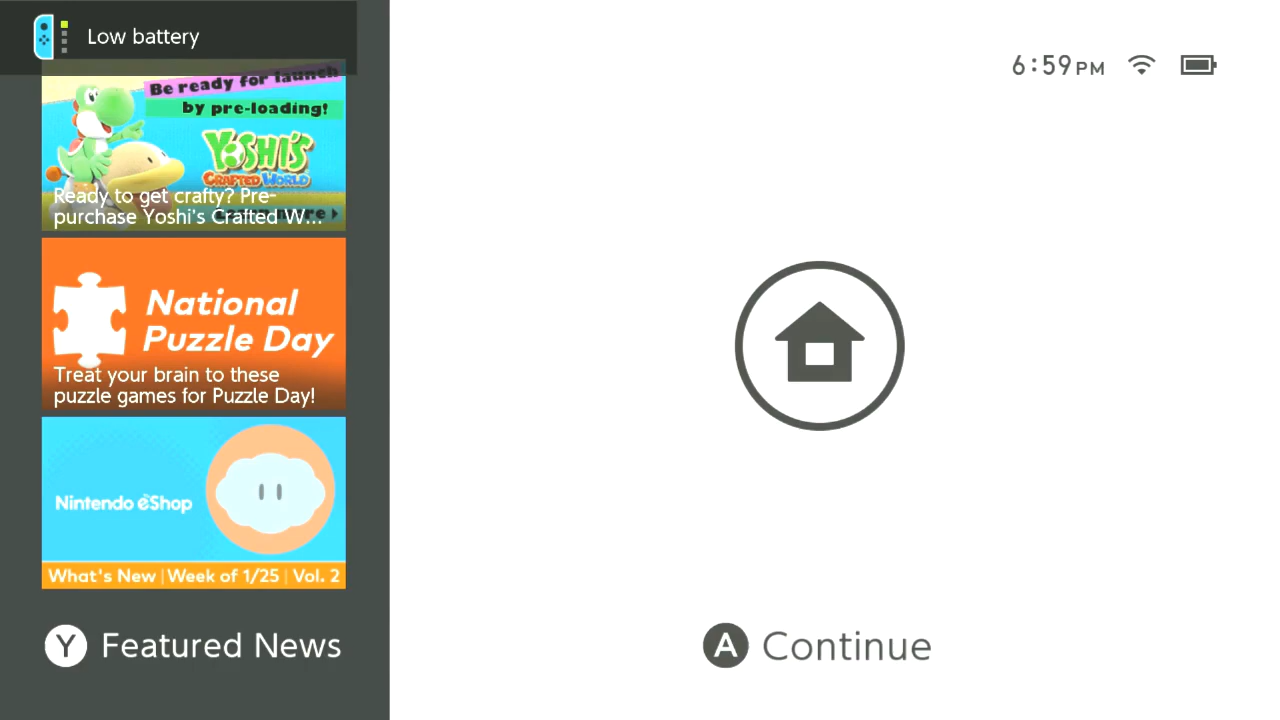 Low battery
6:59PM
Be ready for launch
by pre-loading!
YOSHI'S
CRAFTED WORLD
Ready to get crafty? Pre-
purchase Yoshi's Crafted W...
National
Puzzle Day
Treat your brain to these
puzzle games for Puzzle Day!
Nintendo eShop
What's New | Week of 1/25 | Vol. 2
Y Featured News
A Continue